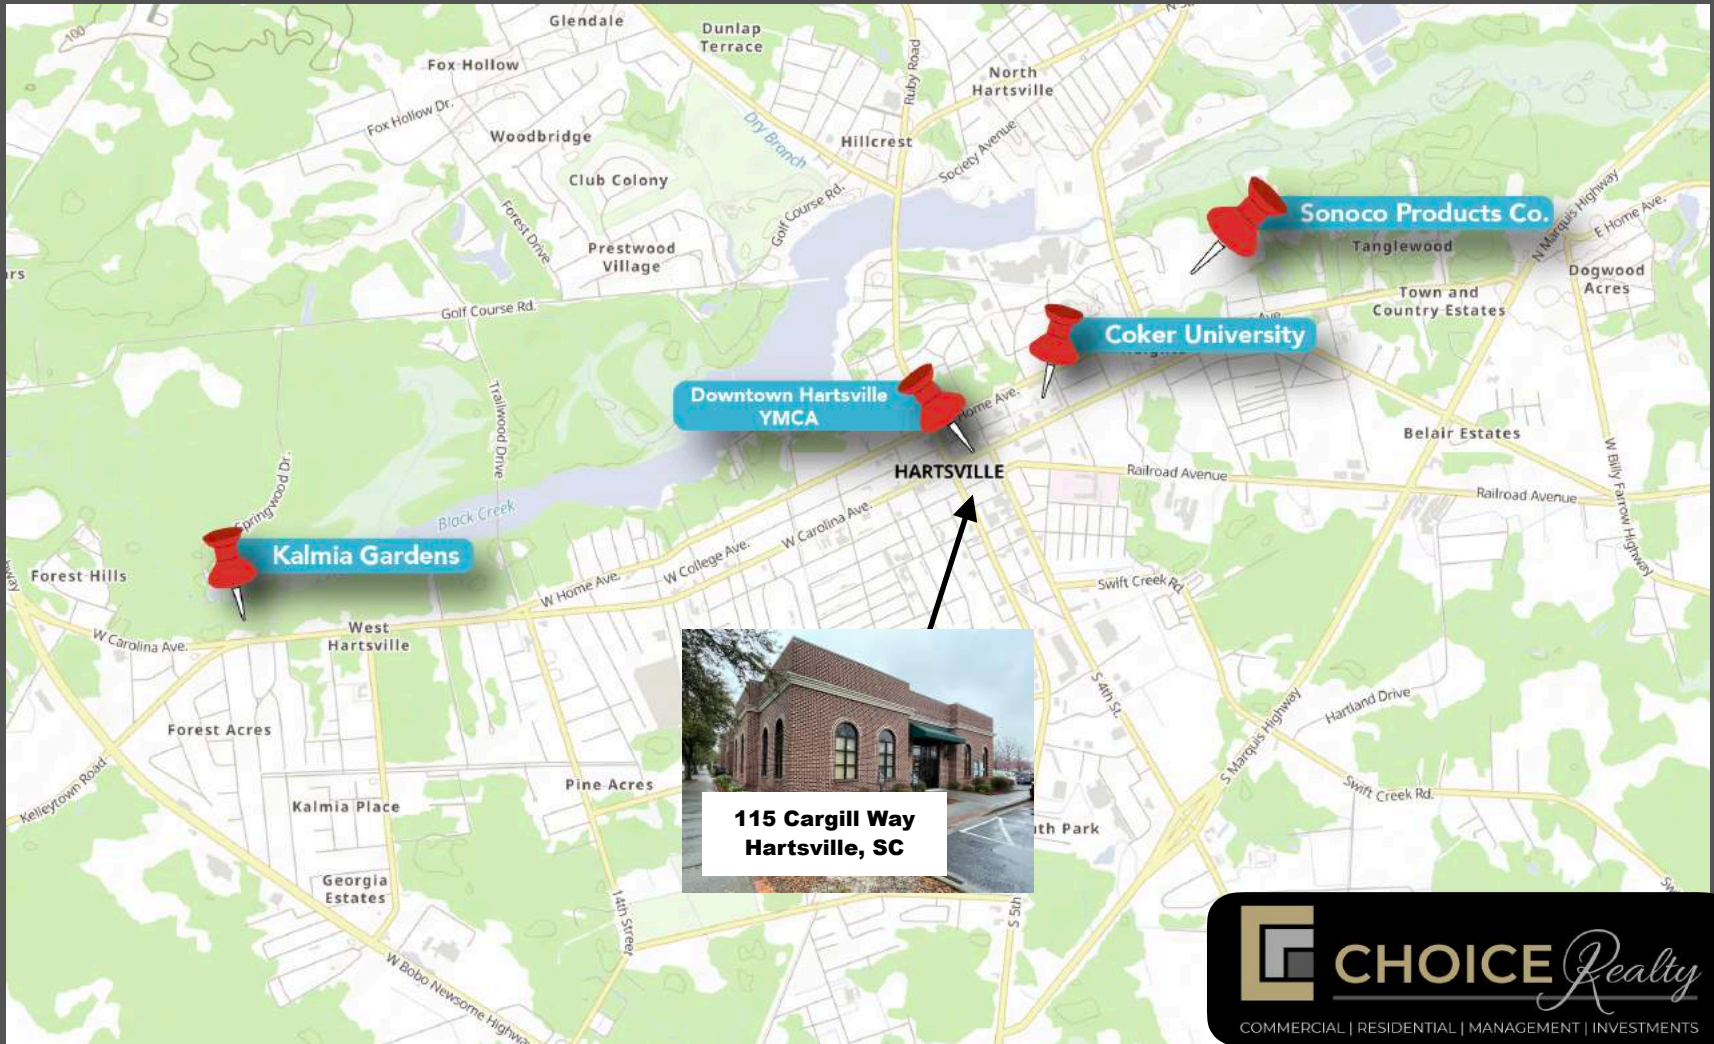 Glendale
Dunlap
Terrace
Fox Hollow
North
Hartsville
Ruby Road
Fox Hollow Dr.
Woodbridge
Dry Branch
Hillcrest
Society Avenue
Club Colony
Golf Course Rd.
Forest Drive
Sonoco Products Co.
N Marquis Highway
E Home Ave.
Prestwood
Village
Tanglewood
Dogwood
Acres
Golf Course Rd.
Town and
Country Estates
Coker University
Downtown Hartsville
YMCA
Home Ave.
Trailwood Drive
Belair Estates
HARTSVILLE
Railroad Avenue
Railroad Avenue
W Billy Farrow Highway
Springwood Dr.
Black Creek
W Carolina Ave.
W College Ave.
Kalmia Gardens
Forest Hills
W Home Ave.
Swift Creek Rd.
West
Hartsville
W Carolina Ave.
S 4th St.
Forest Acres
Hartland Drive
S Marquis Highway
Pine Acres
Kelleytown Road
Kalmia Place
Swift Creek Rd.
115 Cargill Way
Hartsville, SC
Park
Georgia
Estates
14th Street
S 5th
W Bobo Newsome Highway
CHOICE Realty
COMMERCIAL | RESIDENTIAL | MANAGEMENT | INVESTMENTS